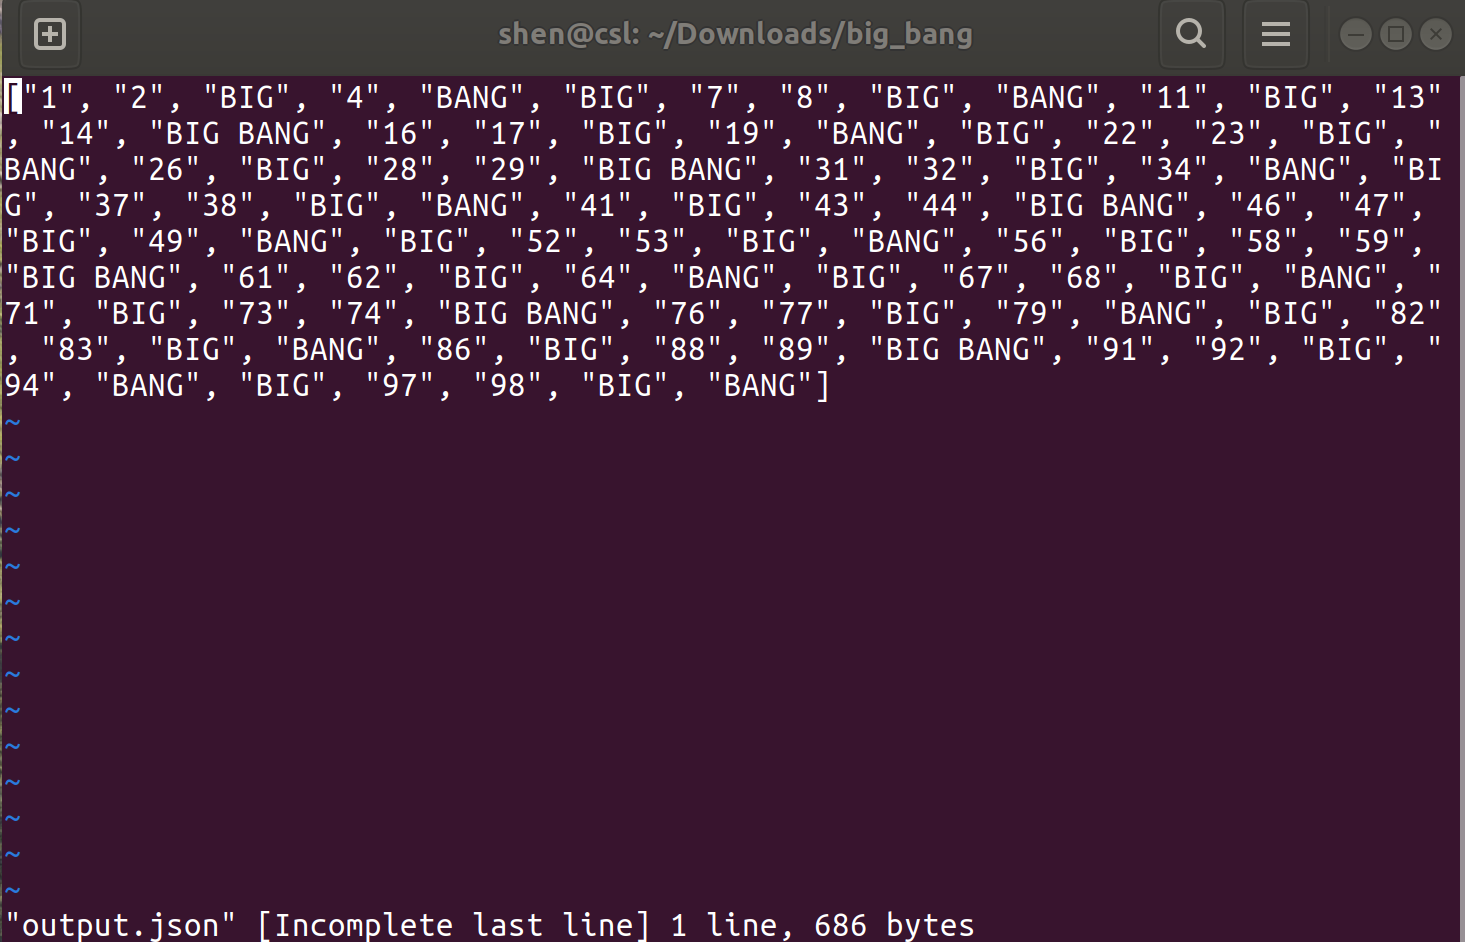 shen@csl: ~/Downloads/big_bang
["1", "2", "BIG", "4", "BANG", "BIG", "7", "8", "BIG", "BANG", "11", "BIG", "13"
, "14", "BIG BANG", "16", "17", "BIG", "19", "BANG", "BIG", "22", "23", "BIG", "
BANG", "26", "BIG", "28", "29", "BIG BANG", "31", "32", "BIG", "34", "BANG", "BI
G", "37", "38", "BIG", "BANG", "41", "BIG", "43", "44", "BIG BANG", "46", "47",
"BIG", "49", "BANG", "BIG", "52", "53", "BIG", "BANG", "56", "BIG", "58", "59",
"BIG BANG", "61", "62", "BIG", "64", "BANG", "BIG", "67", "68", "BIG", "BANG", "
71", "BIG", "73", "74", "BIG BANG", "76", "77", "BIG", "79", "BANG", "BIG", "82"
, "83", "BIG", "BANG", "86", "BIG", "88", "89", "BIG BANG", "91", "92", "BIG", "
94", "BANG", "BIG", "97", "98", "BIG", "BANG"]
~
~
~
~
~
~
~
~
~
~
~
~
~
~
"output.json" [Incomplete last line] 1 line, 686 bytes